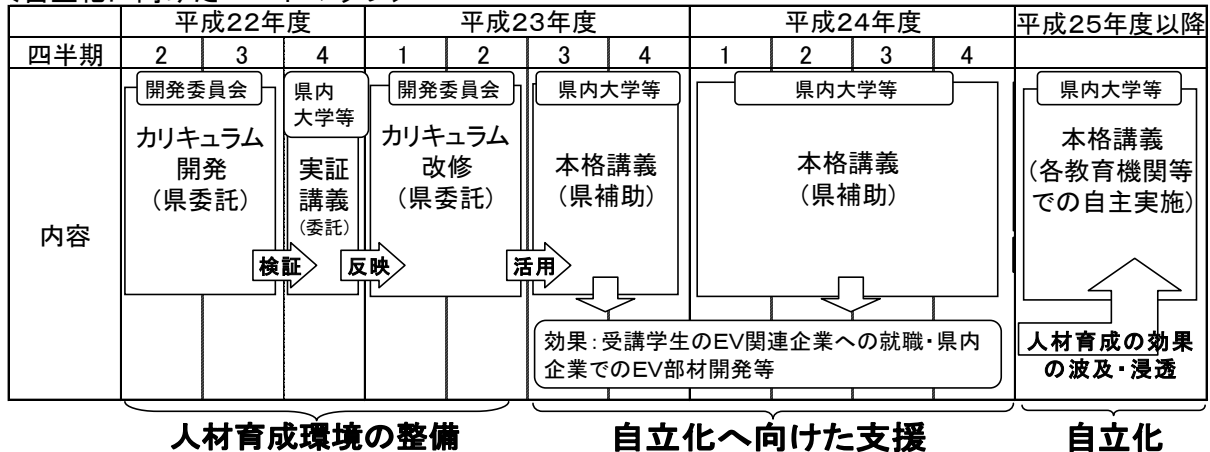 平成22年度 平成23年度 平成24年度 平成25年度以降
四半期 2 3 4 1 2 3 4 1 2 3 4
内容
開発委員会
カリキュラム
開発
(県委託)
検証
県内
大学等
実証
講義
(委託)
反映
開発委員会
カリキュラム
改修
(県委託)
活用
県内大学等
本格講義
(県補助)
県内大学等
本格講義
(県補助)
効果:受講学生のEV関連企業への就職・県内
企業でのEV部材開発等
県内大学等
本格講義
(各教育機関等
での自主実施)
人材育成の効果
の波及・浸透
人材育成環境の整備 自立化へ向けた支援 自立化